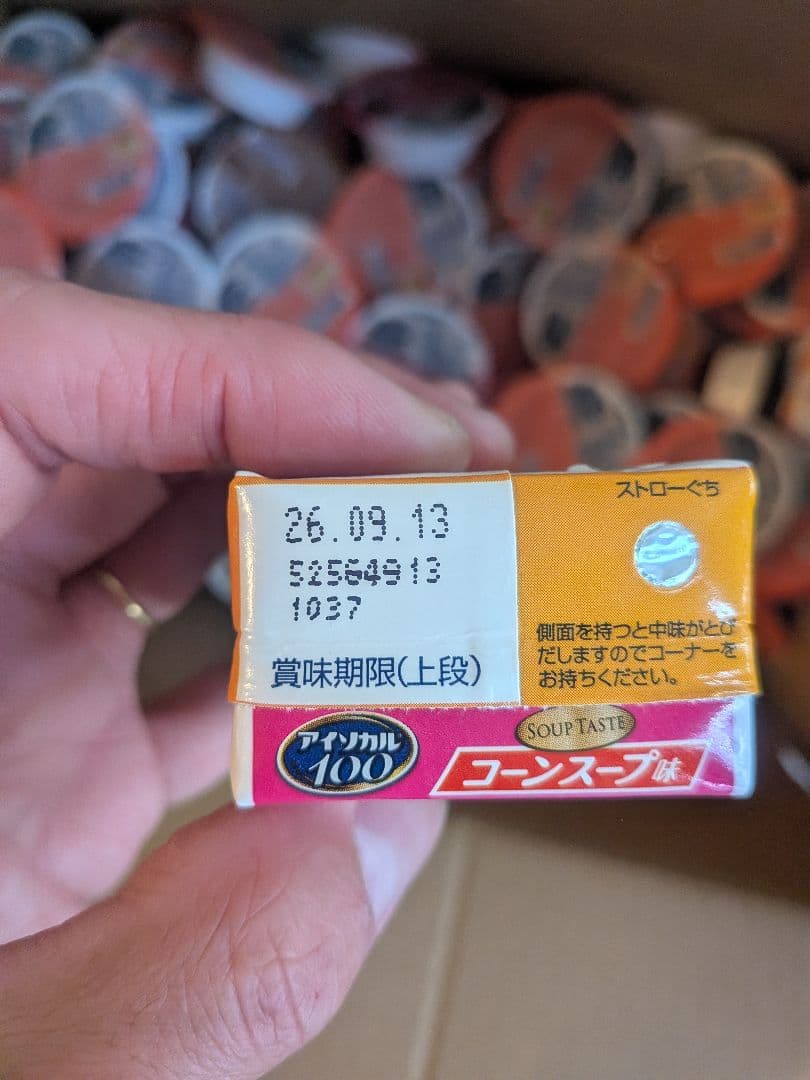 ストローぐち
26.09.13
5256491​3
1037
賞味期限(上段)
側面を持つと中味がとび
だしますのでコーナーを
お持ちください。
アイソカル
100
SOUP TASTE
コーンスープ味